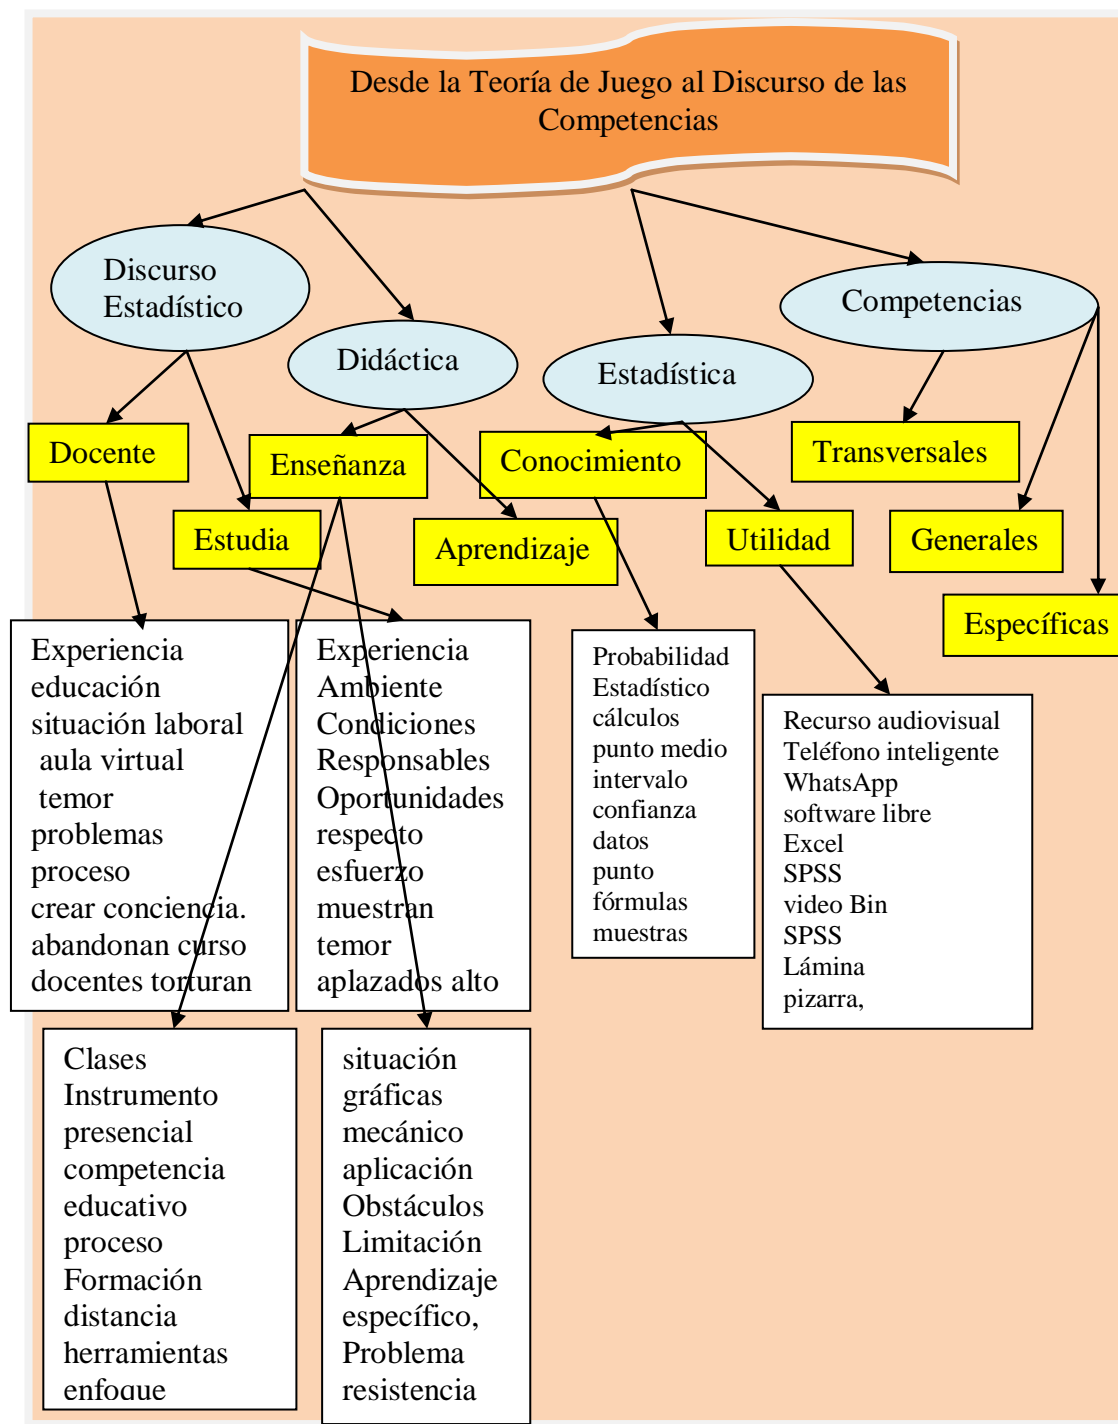 Desde la Teoría de Juego al Discurso de las
Competencias
Discurso
Estadístico
Didáctica
Estadística
Competencias
Docente
Enseñanza
Conocimiento
Transversales
Estudia
Aprendizaje
Utilidad
Generales
Específicas
Experiencia
educación
situación laboral
aula virtual
temor
problemas
proceso
crear conciencia.
abandonan curso
docentes torturan
Experiencia
Ambiente
Condiciones
Responsables
Oportunidades
respecto
esfuerzo
muestran
temor
aplazados alto
Probabilidad
Estadístico
cálculos
punto medio
intervalo
confianza
datos
punto
fórmulas
muestras
Recurso audiovisual
Teléfono inteligente
WhatsApp
software libre
Excel
SPSS
video Bin
SPSS
Lámina
pizarra,
Clases
Instrumento
presencial
competencia
educativo
proceso
Formación
distancia
herramientas
enfoque
situación
gráficas
mecánico
aplicación
Obstáculos
Limitación
Aprendizaje
específico,
Problema
resistencia